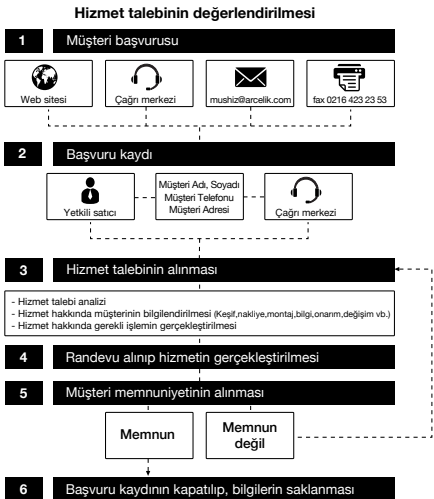 Hizmet talebinin değerlendirilmesi
1 Müşteri başvurusu
Web sitesi
Çağrı merkezi
mushiz@arcelik.com
fax 0216 423 23 53
2 Başvuru kaydı
Yetkili satıcı
Müşteri Adı, Soyadı
Müşteri Telefonu
Müşteri Adresi
Çağrı merkezi
3 Hizmet talebinin alınması
- Hizmet talebi analizi
- Hizmet hakkında müşterinin bilgilendirilmesi (Keşif,nakliye,montaj,bilgi,onarım,değişim vb.)
- Hizmet hakkında gerekli işlemin gerçekleştirilmesi
4 Randevu alınıp hizmetin gerçekleştirilmesi
5 Müşteri memnuniyetinin alınması
Memnun
Memnun
değil
6 Başvuru kaydının kapatılıp, bilgilerin saklanması